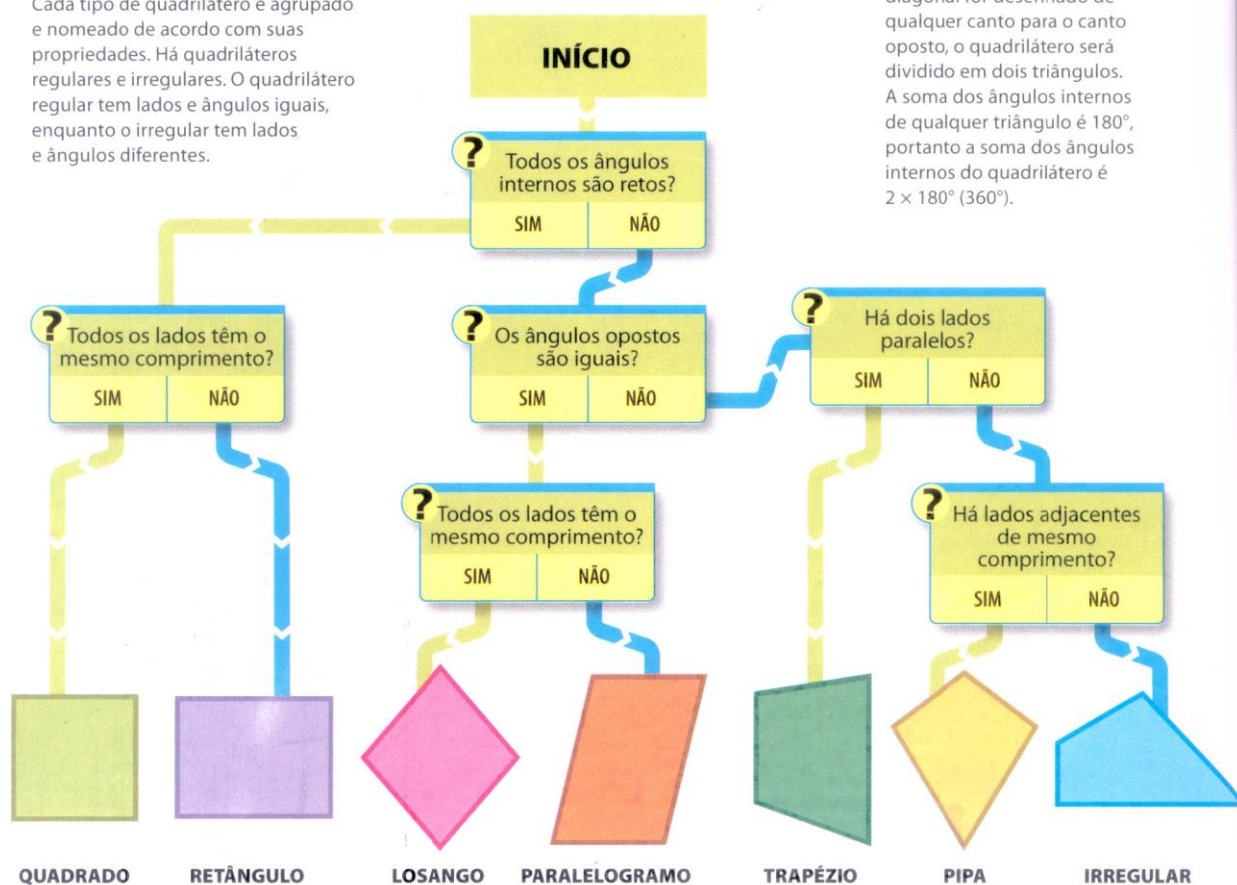 Cada tipo de quadrilátero é agrupado
e nomeado de acordo com suas
propriedades. Há quadriláteros
regulares e irregulares. O quadrilátero
regular tem lados e ângulos iguais,
enquanto o irregular tem lados
e ângulos diferentes.
diagonal for desenhado de
qualquer canto para o canto
oposto, o quadrilátero será
dividido em dois triângulos.
A soma dos ângulos internos
de qualquer triângulo é 180°,
portanto a soma dos ângulos
internos do quadrilátero é
2 × 180° (360°).
INÍCIO
?
Todos os ângulos
internos são retos?
SIM NÃO
?
Todos os lados têm o
mesmo comprimento?
SIM NÃO
?
Os ângulos opostos
são iguais?
SIM NÃO
?
Há dois lados
paralelos?
SIM NÃO
?
Todos os lados têm o
mesmo comprimento?
SIM NÃO
?
Há lados adjacentes
de mesmo
comprimento?
SIM NÃO
QUADRADO RETÂNGULO LOSANGO PARALELOGRAMO TRAPÉZIO PIPA IRREGULAR